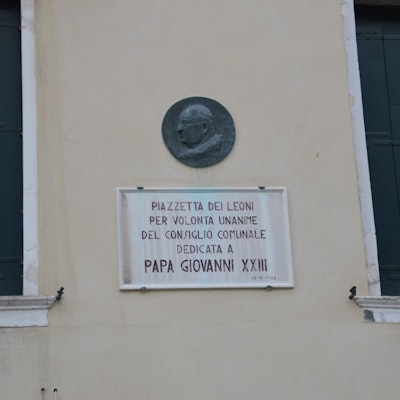 PIAZZETTA DEI LEONI
PER VOLONTÀ UNANIME
DEL CONSIGLIO COMUNALE
DEDICATA A
PAPA GIOVANNI XXIII